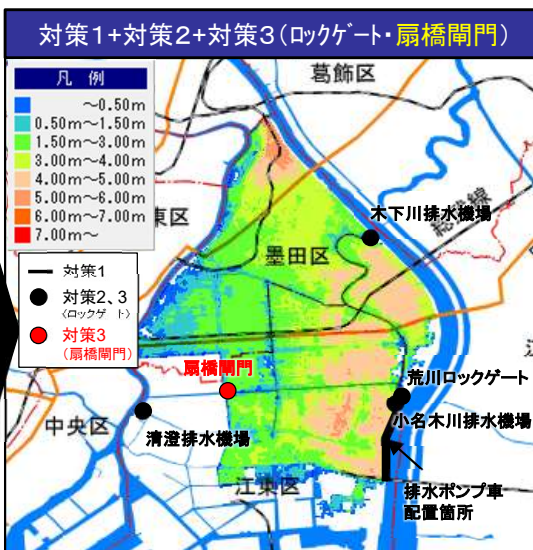 対策1+対策2+対策3(ロックゲート・扇橋閘門)
凡 例
～0.50m
0.50m～1.50m
1.50m～3.00m
3.00m～4.00m
4.00m～5.00m
5.00m～6.00m
6.00m～7.00m
7.00m～
対策1
対策2、3
(ロックゲート)
対策3
(扇橋閘門)
葛飾区
東区
総武線
木下川排水機場
墨田区
扇橋閘門
荒川ロックゲート
小名木川排水機場
中央区
清澄排水機場
江東区
排水ポンプ車
配置箇所